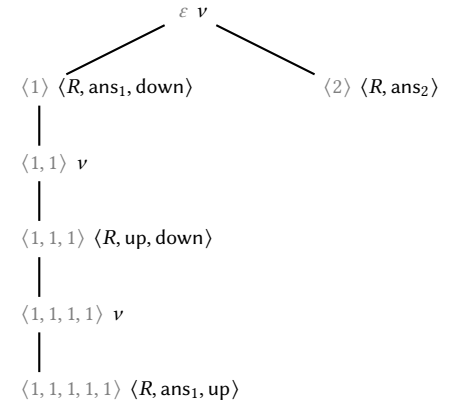 ε ν
⟨1⟩ ⟨R, ans₁, down⟩ ⟨2⟩ ⟨R, ans₂⟩
⟨1, 1⟩ ν
⟨1, 1, 1⟩ ⟨R, up, down⟩
⟨1, 1, 1, 1⟩ ν
⟨1, 1, 1, 1, 1⟩ ⟨R, ans₁, up⟩